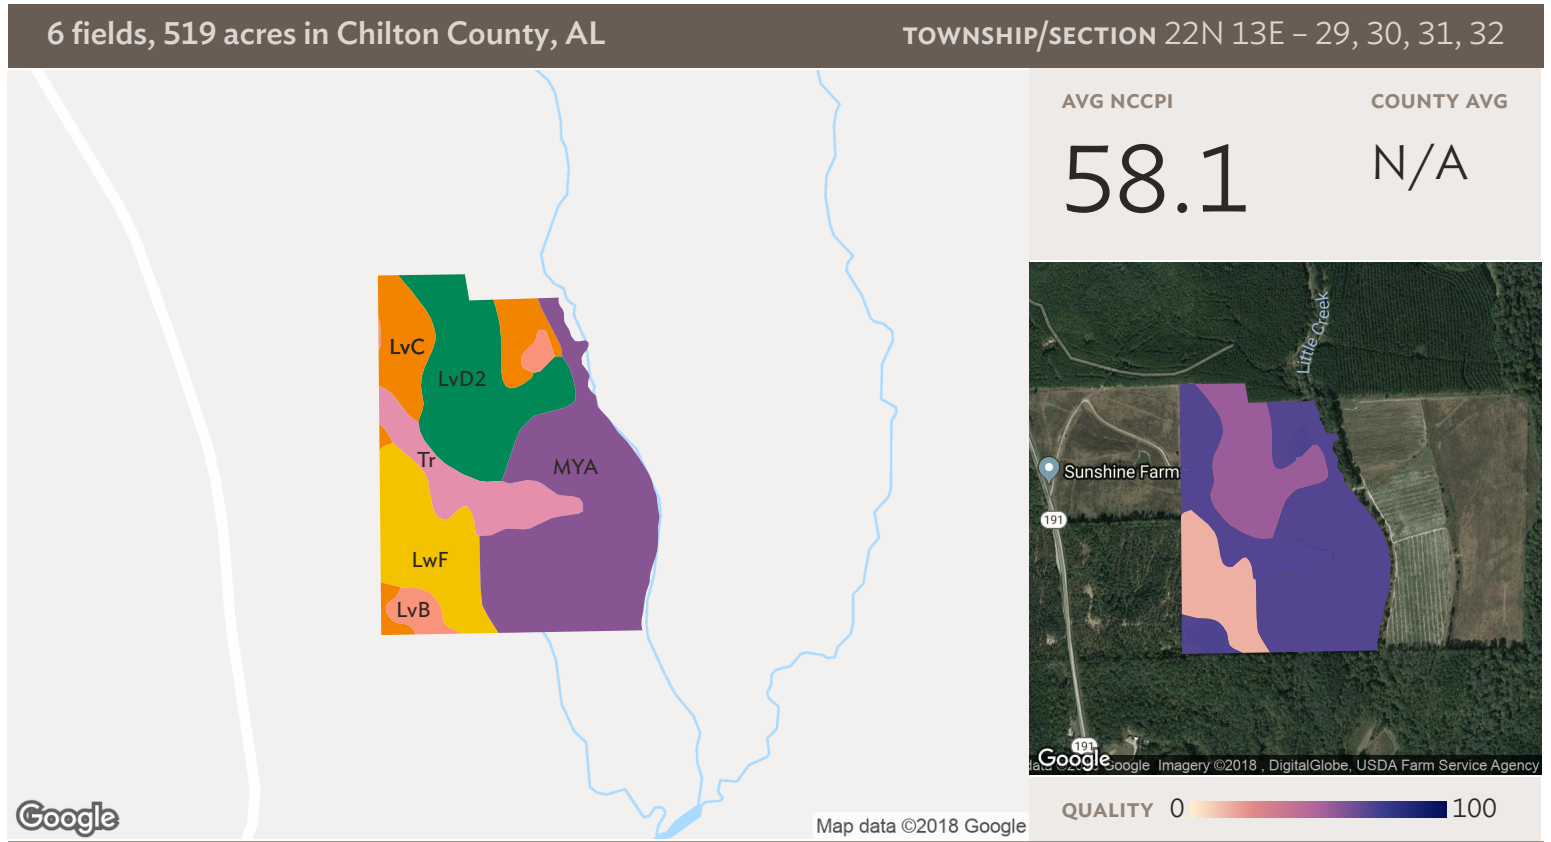 6 fields, 519 acres in Chilton County, AL
TOWNSHIP/SECTION 22N 13E – 29, 30, 31, 32
AVG NCCPI
COUNTY AVG
58.1
N/A
LvC
LvD2
Tr
MYA
LwF
LvB
Google
Map data ©2018 Google
Little Creek
Sunshine Farm
191
191
Google
Google Imagery ©2018 , DigitalGlobe, USDA Farm Service Agency
QUALITY 0 100